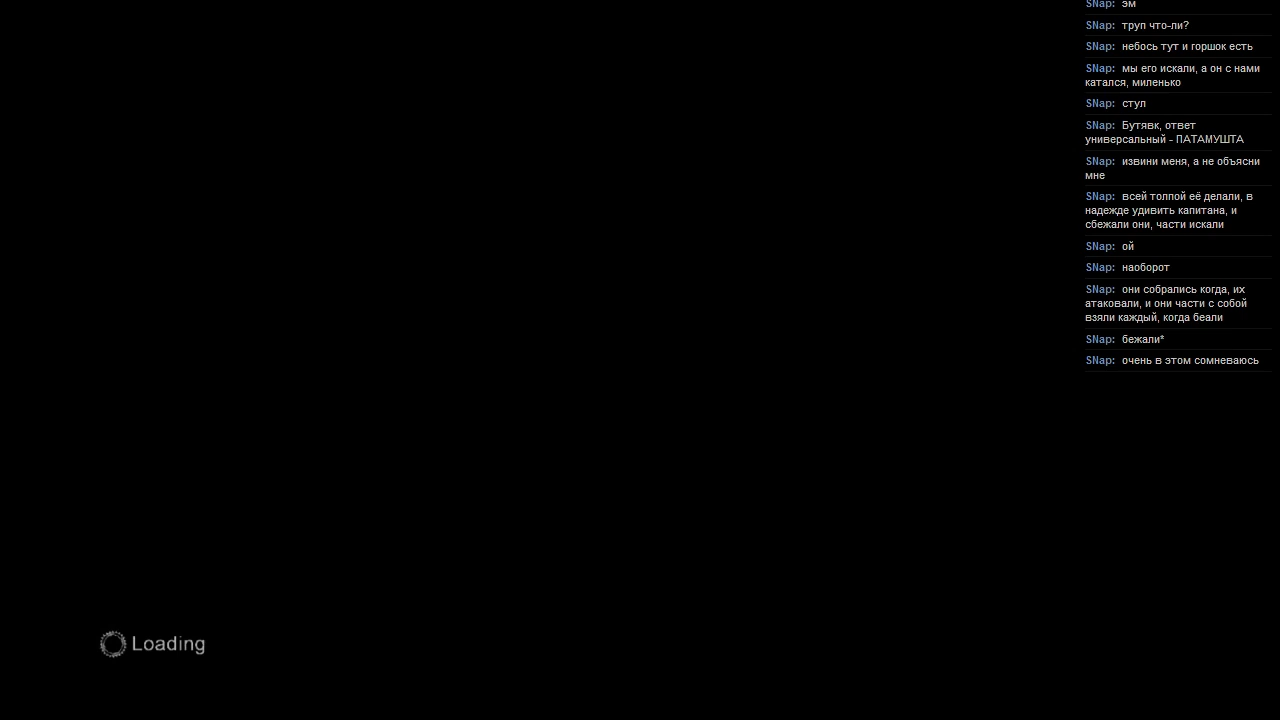 SNap: эм
SNap: труп что-ли?
SNap: небось тут и горшок есть
SNap: мы его искали, а он с нами
катался, миленько
SNap: стул
SNap: Бутявк, ответ
универсальный - ПАТАМУШТА
SNap: извини меня, а не объясни
мне
SNap: всей толпой её делали, в
надежде удивить капитана, и
сбежали они, части искали
SNap: ой
SNap: наоборот
SNap: они собрались когда, их
атаковали, и они части с собой
взяли каждый, когда беали
SNap: бежали*
SNap: очень в этом сомневаюсь
Loading